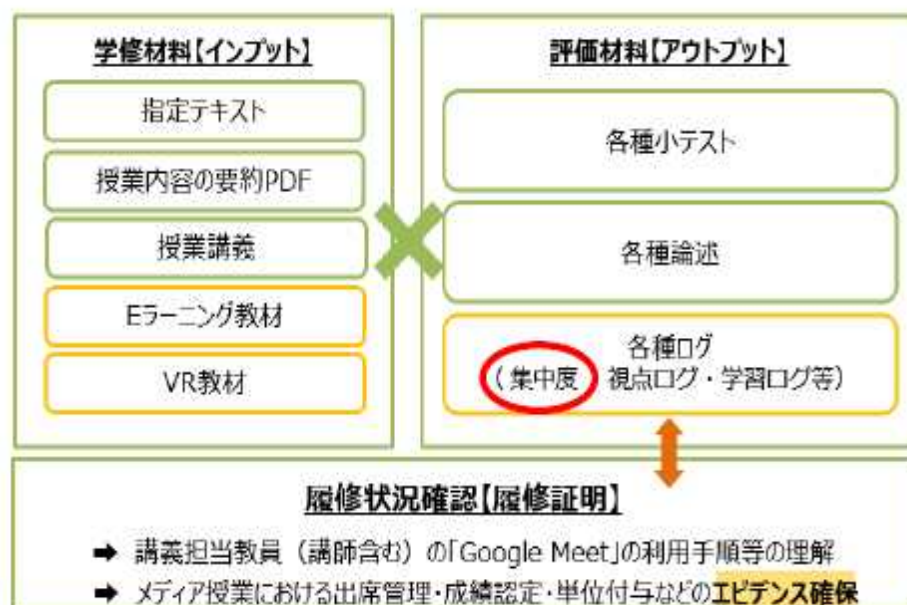 学修材料【インプット】
指定テキスト
授業内容の要約PDF
授業講義
Eラーニング教材
VR教材
評価材料【アウトプット】
各種小テスト
各種論述
各種ログ
(集中度 視点ログ・学習ログ等)
履修状況確認【履修証明】
➡ 講義担当教員（講師含む）の「Google Meet」の利用手順等の理解
➡ メディア授業における出席管理・成績認定・単位付与などのエビデンス確保